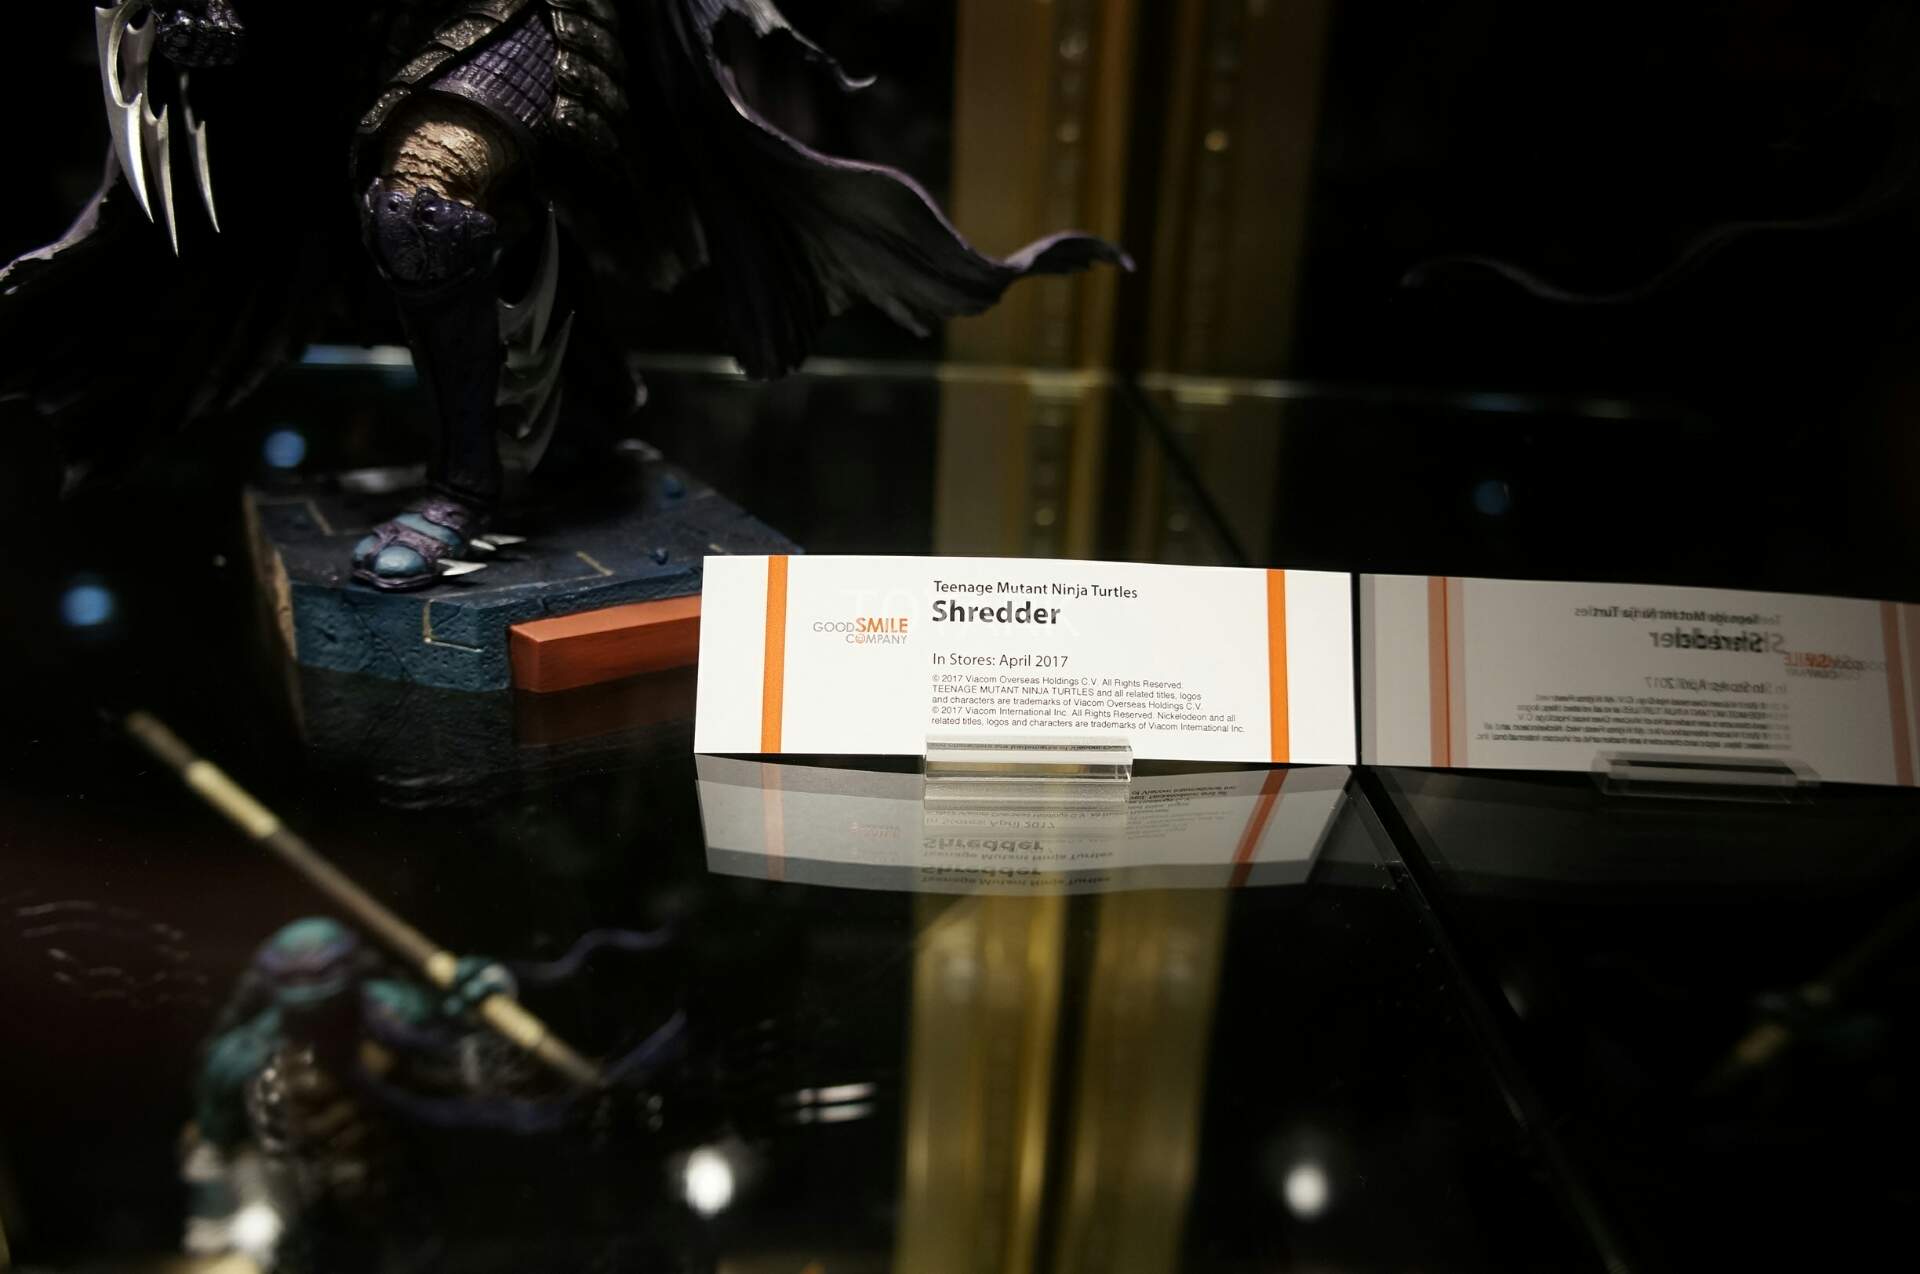 Teenage Mutant Ninja Turtles
Shredder
GOODSMILE
COMPANY
In Stores: April 2017
© 2017 Viacom Overseas Holdings C.V. All Rights Reserved.
TEENAGE MUTANT NINJA TURTLES and all related titles, logos
and characters are trademarks of Viacom Overseas Holdings C.V.
© 2017 Viacom International Inc. All Rights Reserved. Nickelodeon and all
related titles, logos and characters are trademarks of Viacom International Inc.